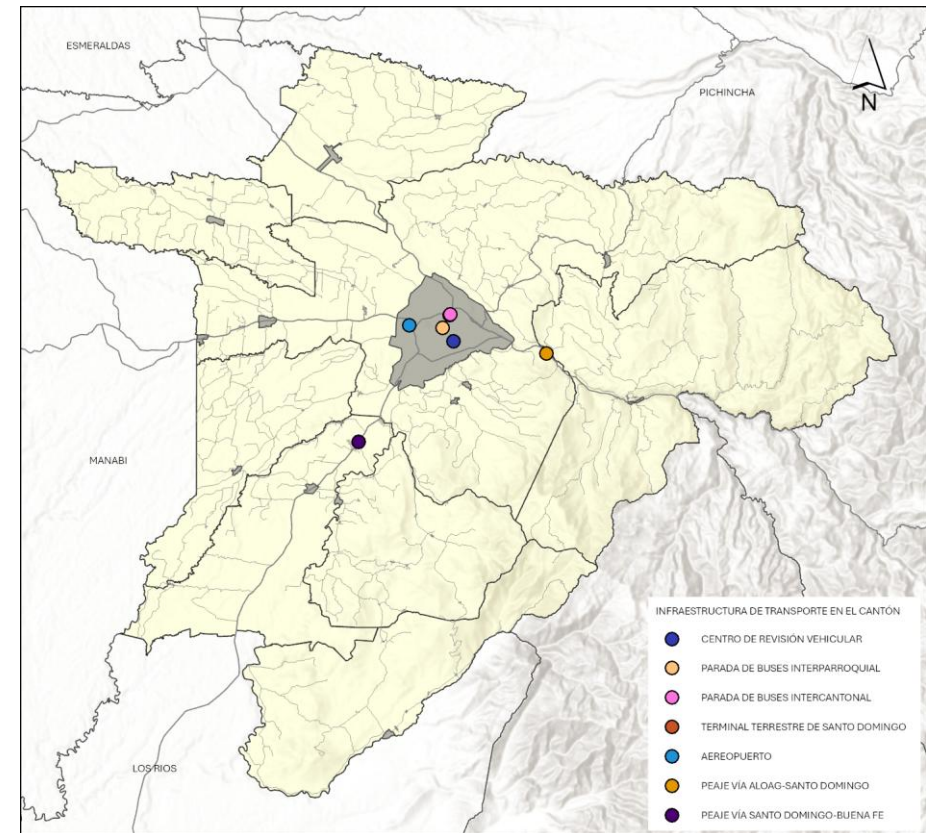 ESMERALDAS
PICHINCHA
N
MANABI
LOS RIOS
INFRAESTRUCTURA DE TRANSPORTE EN EL CANTÓN
CENTRO DE REVISIÓN VEHICULAR
PARADA DE BUSES INTERPARROQUIAL
PARADA DE BUSES INTERCANTONAL
TERMINAL TERRESTRE DE SANTO DOMINGO
AEREOPUERTO
PEAJE VÍA ALOAG-SANTO DOMINGO
PEAJE VÍA SANTO DOMINGO-BUENA FE